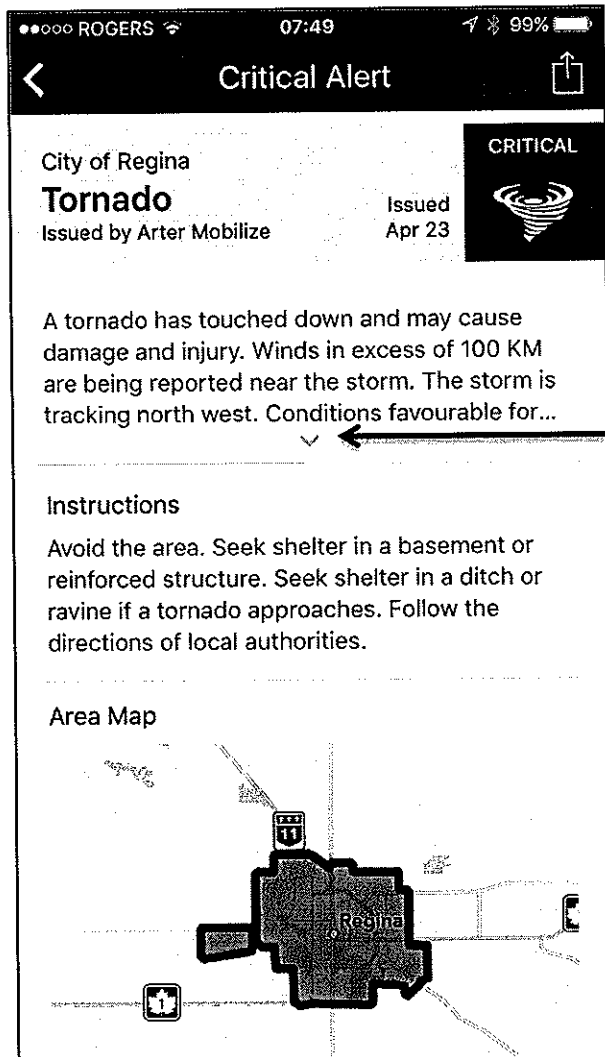 ROGERS 07:49 99%
Critical Alert
City of Regina
Tornado
Issued by Arter Mobilize
Issued
Apr 23
CRITICAL
A tornado has touched down and may cause
damage and injury. Winds in excess of 100 KM
are being reported near the storm. The storm is
tracking north west. Conditions favourable for...
Instructions
Avoid the area. Seek shelter in a basement or
reinforced structure. Seek shelter in a ditch or
ravine if a tornado approaches. Follow the
directions of local authorities.
Area Map
11
Regina
1